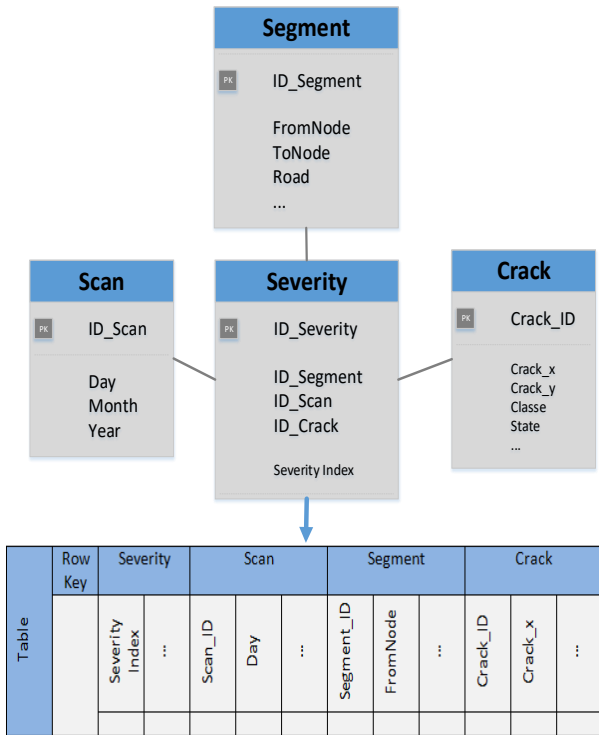 Segment
PK ID_Segment
FromNode
ToNode
Road
...
Scan
PK ID_Scan
Day
Month
Year
Severity
PK ID_Severity
ID_Segment
ID_Scan
ID_Crack
Severity Index
Crack
PK Crack_ID
Crack_x
Crack_y
Classe
State
...
Table
Row
Key
Severity
Scan
Segment
Crack
Severity
Index
...
Scan_ID
Day
...
Segment_ID
FromNode
...
Crack_ID
Crack_x
...